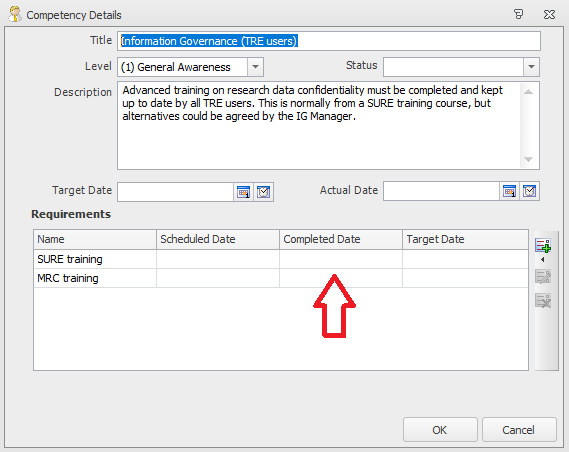 Competency Details
Title Information Governance (TRE users)
Level (1) General Awareness Status
Description Advanced training on research data confidentiality must be completed and kept
up to date by all TRE users. This is normally from a SURE training course, but
alternatives could be agreed by the IG Manager.
Target Date Actual Date
Requirements
Name Scheduled Date Completed Date Target Date
SURE training
MRC training
OK Cancel